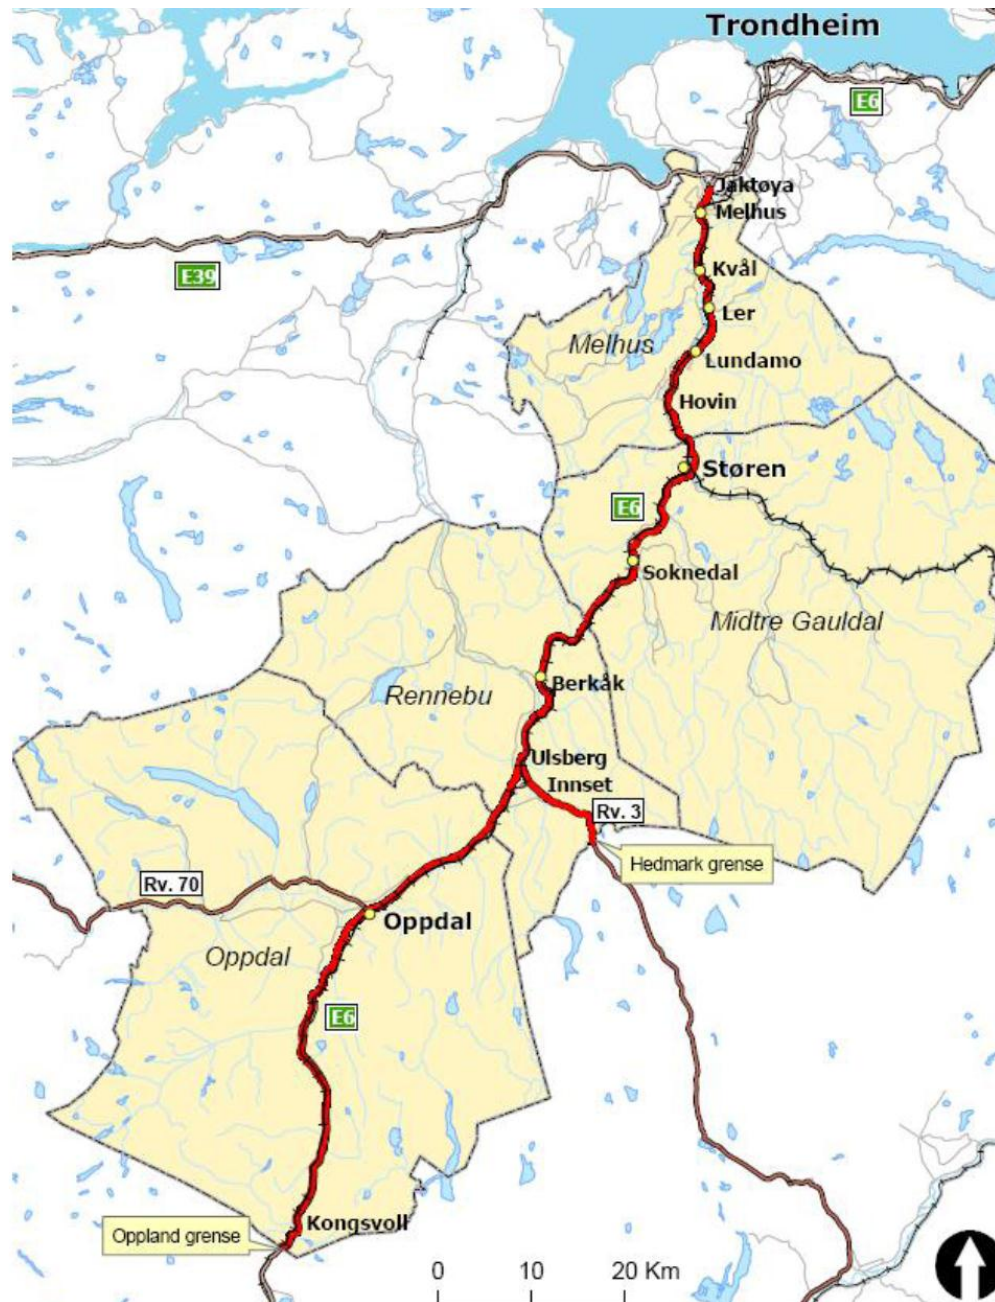 Trondheim
E6
Jaktøya
Melhus
E39
Kvål
Ler
Melhus
Lundamo
Hovin
Støren
E6
Soknedal
Midtre Gauldal
Berkåk
Rennebu
Ulsberg
Innset
Rv. 3
Hedmark grense
Rv. 70
Oppdal
Oppdal
E6
Kongsvoll
Oppland grense
0 10 20 Km